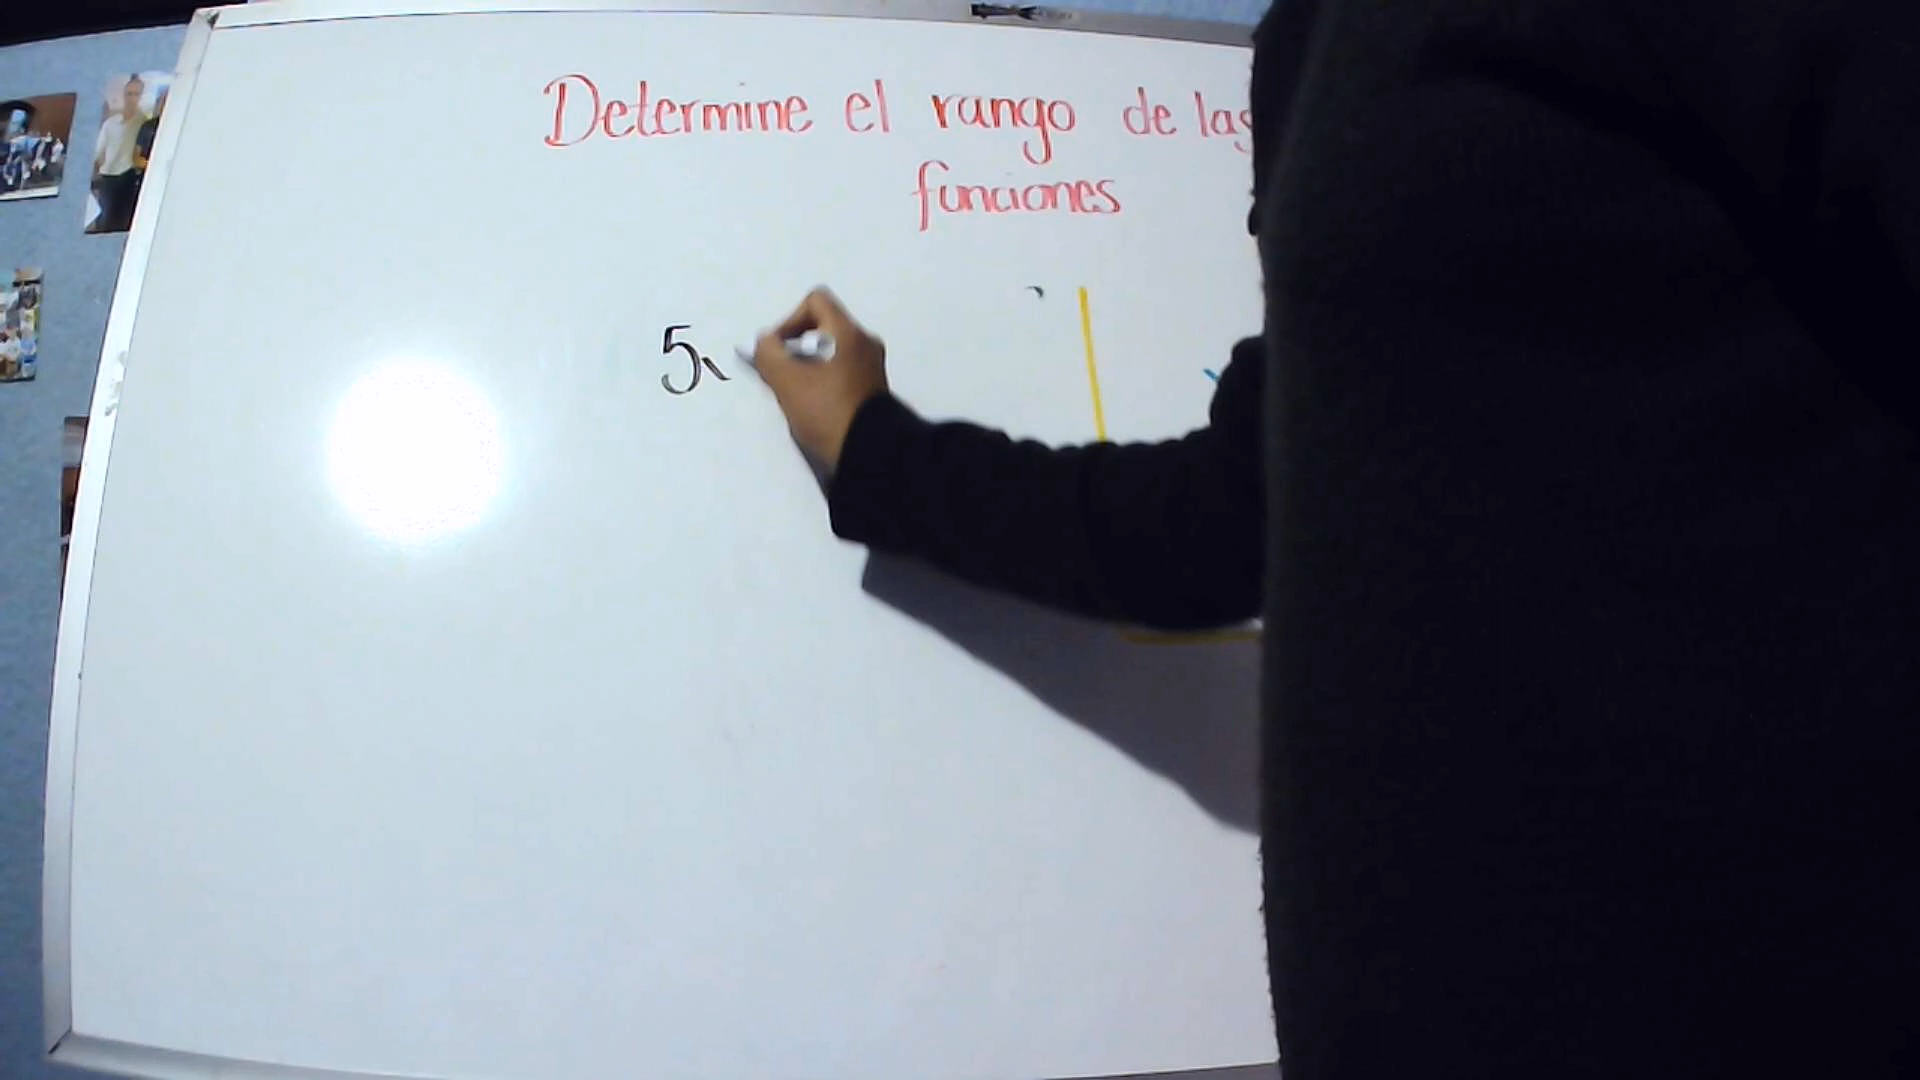 Determine el rango de las
funciones
5